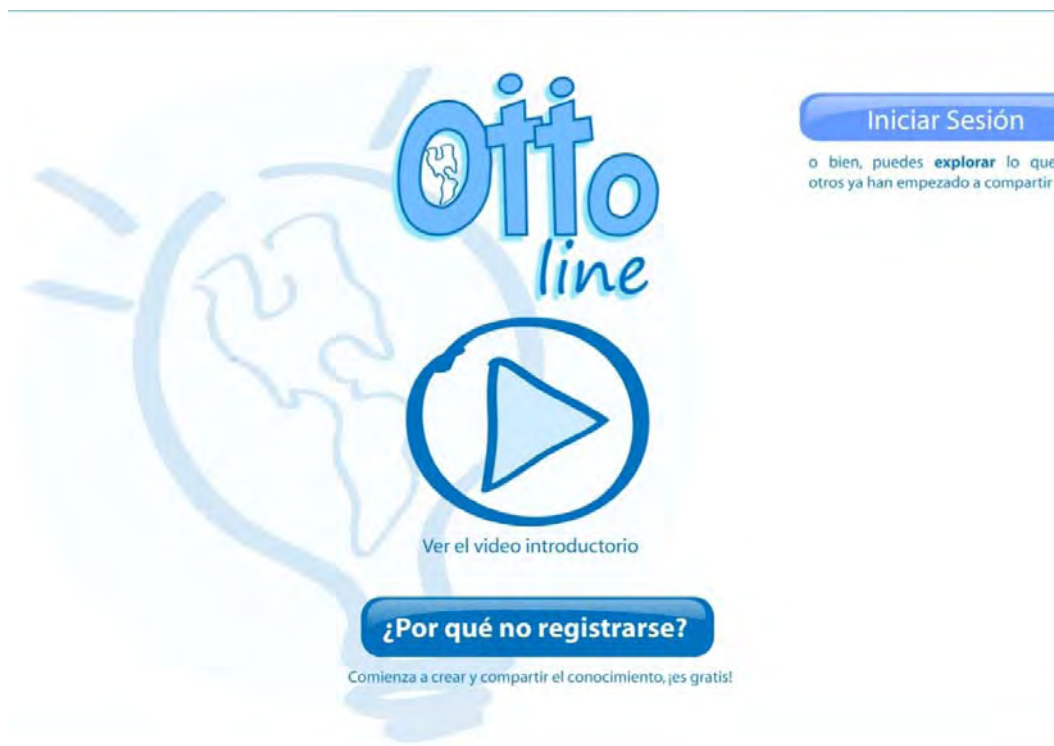 Otto
line
Iniciar Sesión
o bien, puedes explorar lo que
otros ya han empezado a compartir
Ver el video introductorio
¿Por qué no registrarse?
Comienza a crear y compartir el conocimiento, ¡es gratis!